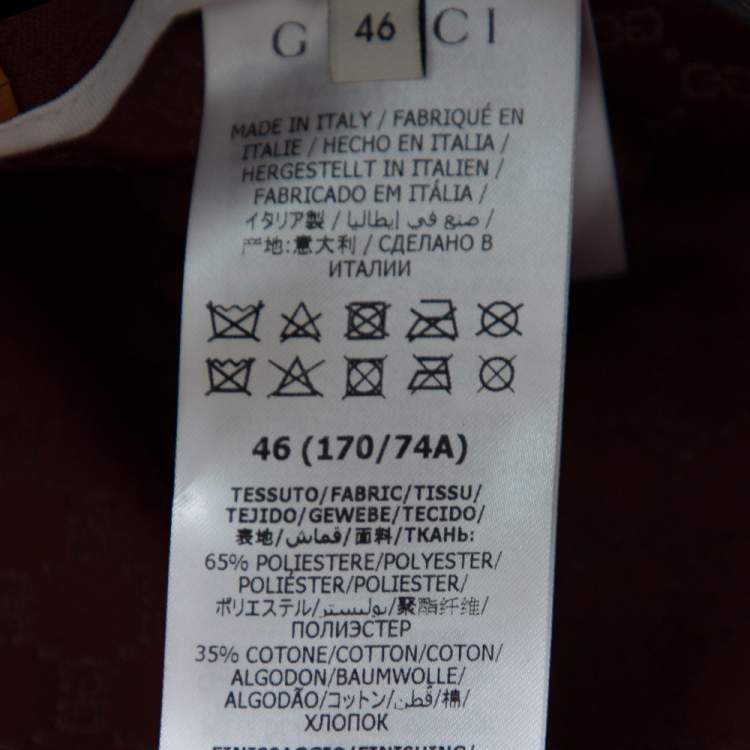 G 46 CI
MADE IN ITALY / FABRIQUÉ EN
ITALIE / HECHO EN ITALIA /
HERGESTELLT IN ITALIEN /
FABRICADO EM ITÁLIA /
イタリア製 / صنع في إيطاليا /
产地:意大利 / СДЕЛАНО В
ИТАЛИИ
46 (170/74A)
TESSUTO/FABRIC/TISSU/
TEJIDO/GEWEBE/TECIDO/
表地/قماش/面料/ТКАНЬ:
65% POLIESTERE/POLYESTER/
POLIÉSTER/POLIESTER/
ポリエステル/بوليستر/聚酯纤维/
ПОЛИЭСТЕР
35% COTONE/COTTON/COTON/
ALGODON/BAUMWOLLE/
ALGODÃO/コットン/قطن/棉/
ХЛОПОК
FINISSAGGIO/FINISHING/